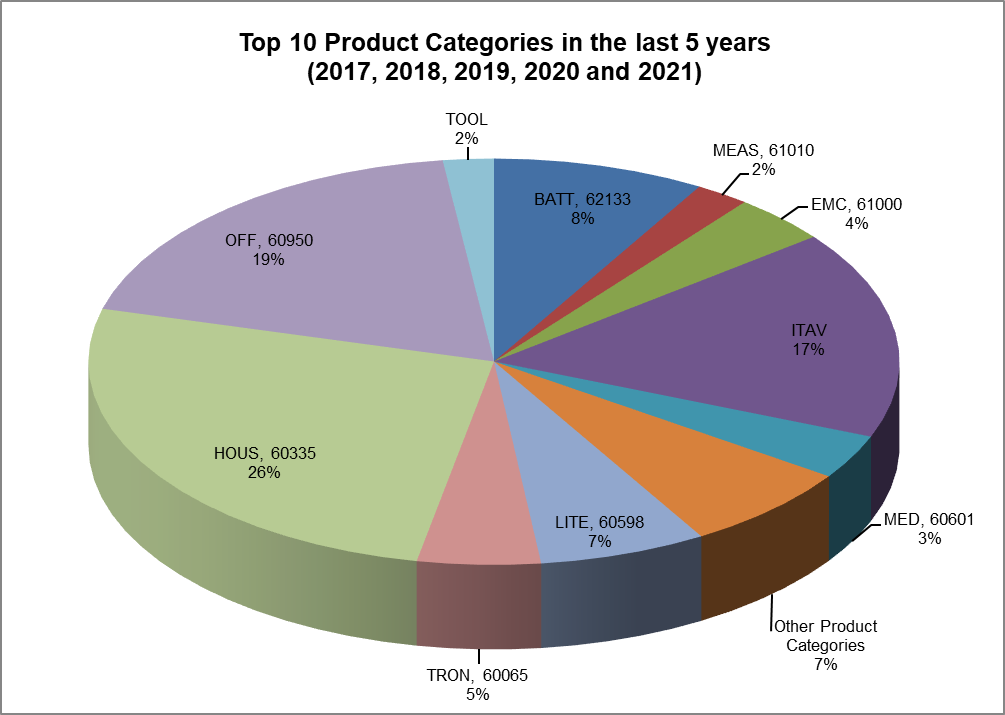 Top 10 Product Categories in the last 5 years
(2017, 2018, 2019, 2020 and 2021)
TOOL
2%
MEAS, 61010
2%
BATT, 62133
8%
EMC, 61000
4%
OFF, 60950
19%
ITAV
17%
HOUS, 60335
26%
LITE, 60598
7%
MED, 60601
3%
Other Product
Categories
7%
TRON, 60065
5%